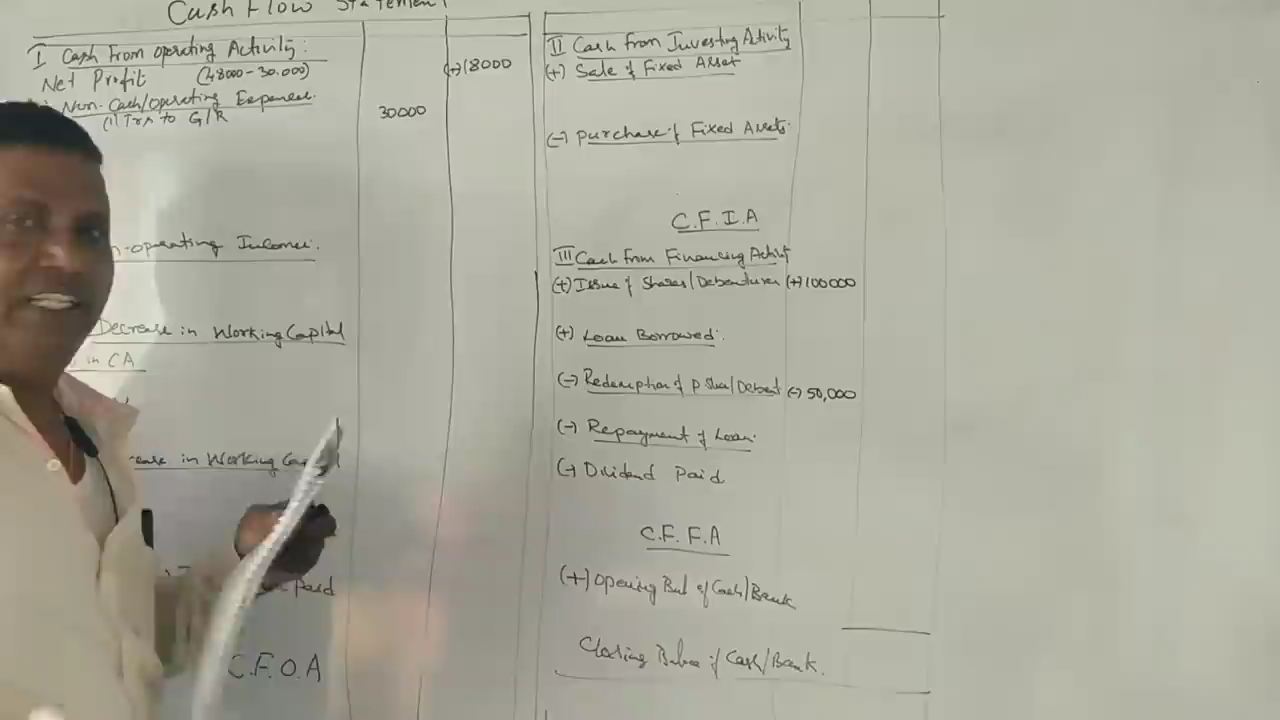 Cash Flow Statement
I Cash From operating Activity:
Net Profit (48000-30.000) (+)18000
Non-Cash/operating Expenses.
(1) Trn to G/R 30000
n-operating Income.
Decrease in Working Capital
in CA
ease in Working Capital
Paid
C.F.O.A
II Cash from Investing Activity
(+) Sale of Fixed Asset
(-) Purchase of Fixed Assets.
C.F.I.A
III Cash From Financing Activity
(+) Issue of Shares/Debentures (+)100000
(+) Loan Borrowed.
(-) Redemption of P Share/Debent (-) 50,000
(-) Repayment of Loan.
(-) Dividend Paid
C.F.F.A
(+) Opening Bal of Cash/Bank
Closing Balance of Cash/Bank.